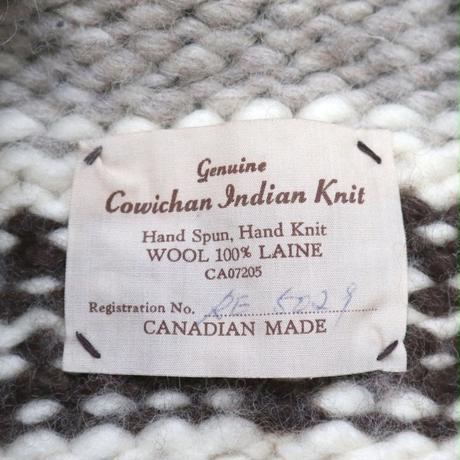 Genuine
Cowichan Indian Knit
Hand Spun, Hand Knit
WOOL 100% LAINE
CA07205
Registration No.
CANADIAN MADE